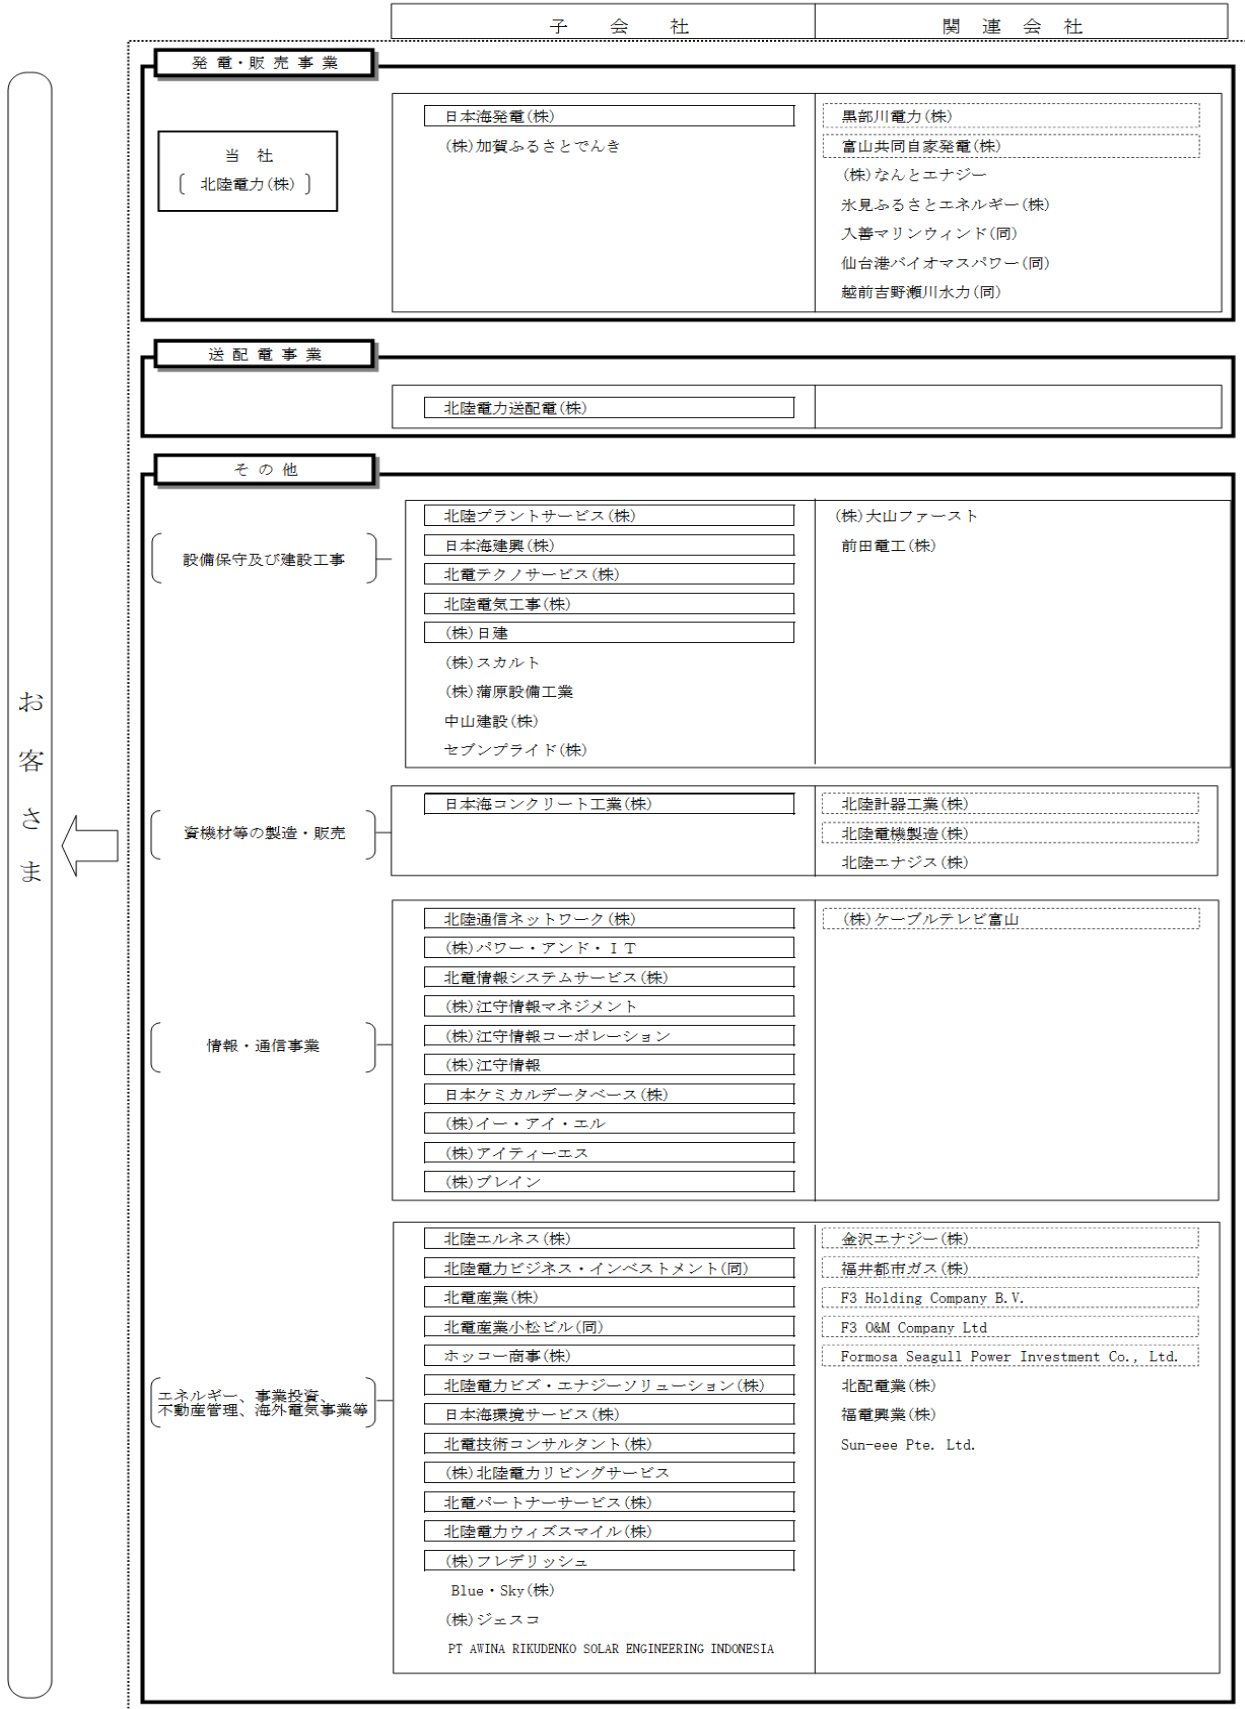 子　会　社
関　連　会　社
発電・販売事業
当　社
〔 北陸電力(株) 〕
日本海発電(株)
(株)加賀ふるさとでんき
黒部川電力(株)
富山共同自家発電(株)
(株)なんとエナジー
氷見ふるさとエネルギー(株)
入善マリンウィンド(同)
仙台港バイオマスパワー(同)
越前吉野瀬川水力(同)
送配電事業
北陸電力送配電(株)
その他
設備保守及び建設工事
北陸プラントサービス(株)
日本海建興(株)
北電テクノサービス(株)
北陸電気工事(株)
(株)日建
(株)スカルト
(株)蒲原設備工業
中山建設(株)
セブンプライド(株)
(株)大山ファースト
前田電工(株)
資機材等の製造・販売
日本海コンクリート工業(株)
北陸計器工業(株)
北陸電機製造(株)
北陸エナジス(株)
情報・通信事業
北陸通信ネットワーク(株)
(株)パワー・アンド・ＩＴ
北電情報システムサービス(株)
(株)江守情報マネジメント
(株)江守情報コーポレーション
(株)江守情報
日本ケミカルデータベース(株)
(株)イー・アイ・エル
(株)アイティーエス
(株)ブレイン
(株)ケーブルテレビ富山
エネルギー、事業投資、
不動産管理、海外電気事業等
北陸エルネス(株)
北陸電力ビジネス・インベストメント(同)
北電産業(株)
北電産業小松ビル(同)
ホッコー商事(株)
北陸電力ビズ・エナジーソリューション(株)
日本海環境サービス(株)
北電技術コンサルタント(株)
(株)北陸電力リビングサービス
北電パートナーサービス(株)
北陸電力ウィズスマイル(株)
(株)フレデリッシュ
Blue・Sky(株)
(株)ジェスコ
PT AWINA RIKUDENKO SOLAR ENGINEERING INDONESIA
金沢エナジー(株)
福井都市ガス(株)
F3 Holding Company B.V.
F3 O&M Company Ltd
Formosa Seagull Power Investment Co., Ltd.
北配電業(株)
福電興業(株)
Sun-eee Pte. Ltd.
お客さま